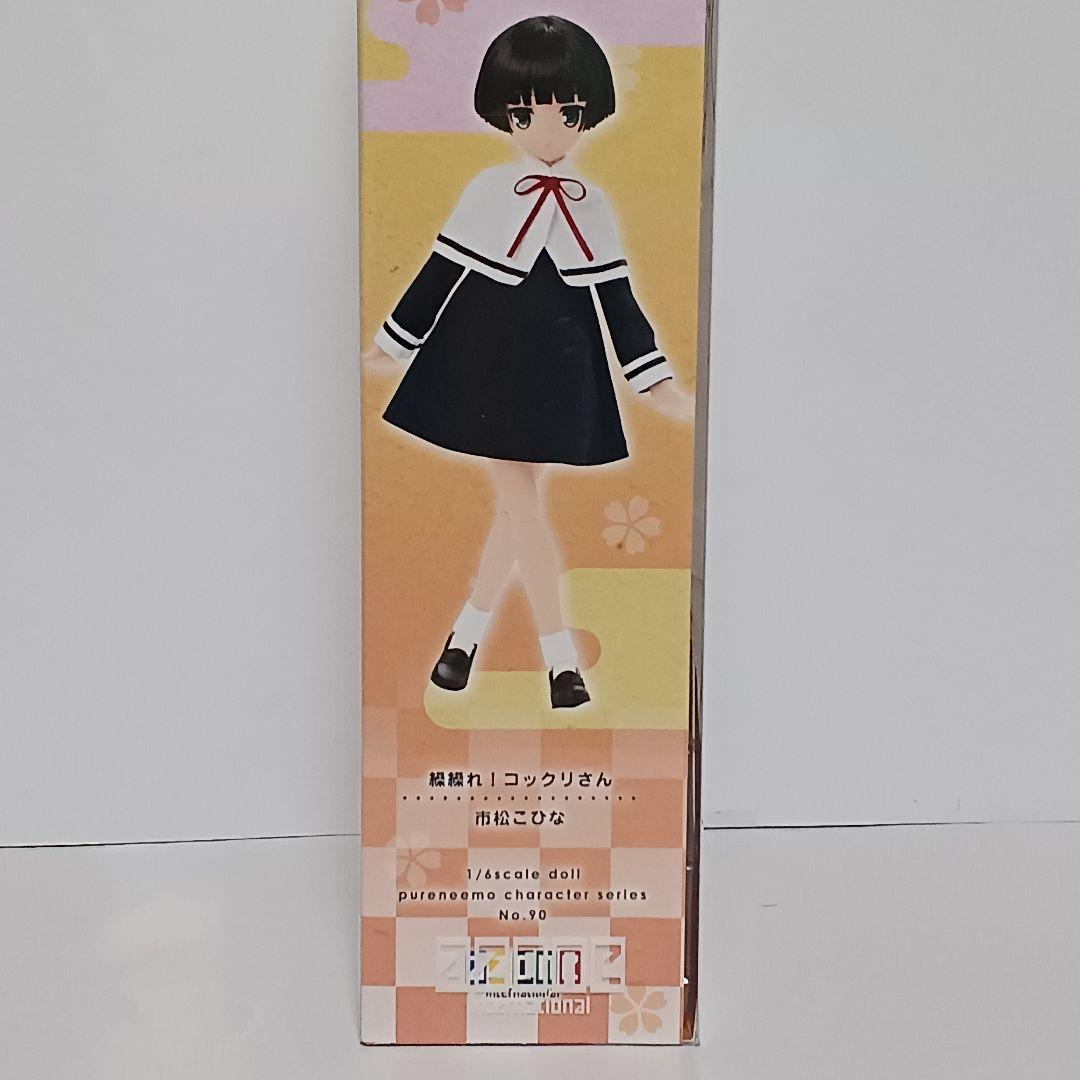 繰繰れ！コックリさん
市松こひな
1/6scale doll
pureneemo character series
No.90
azone
international